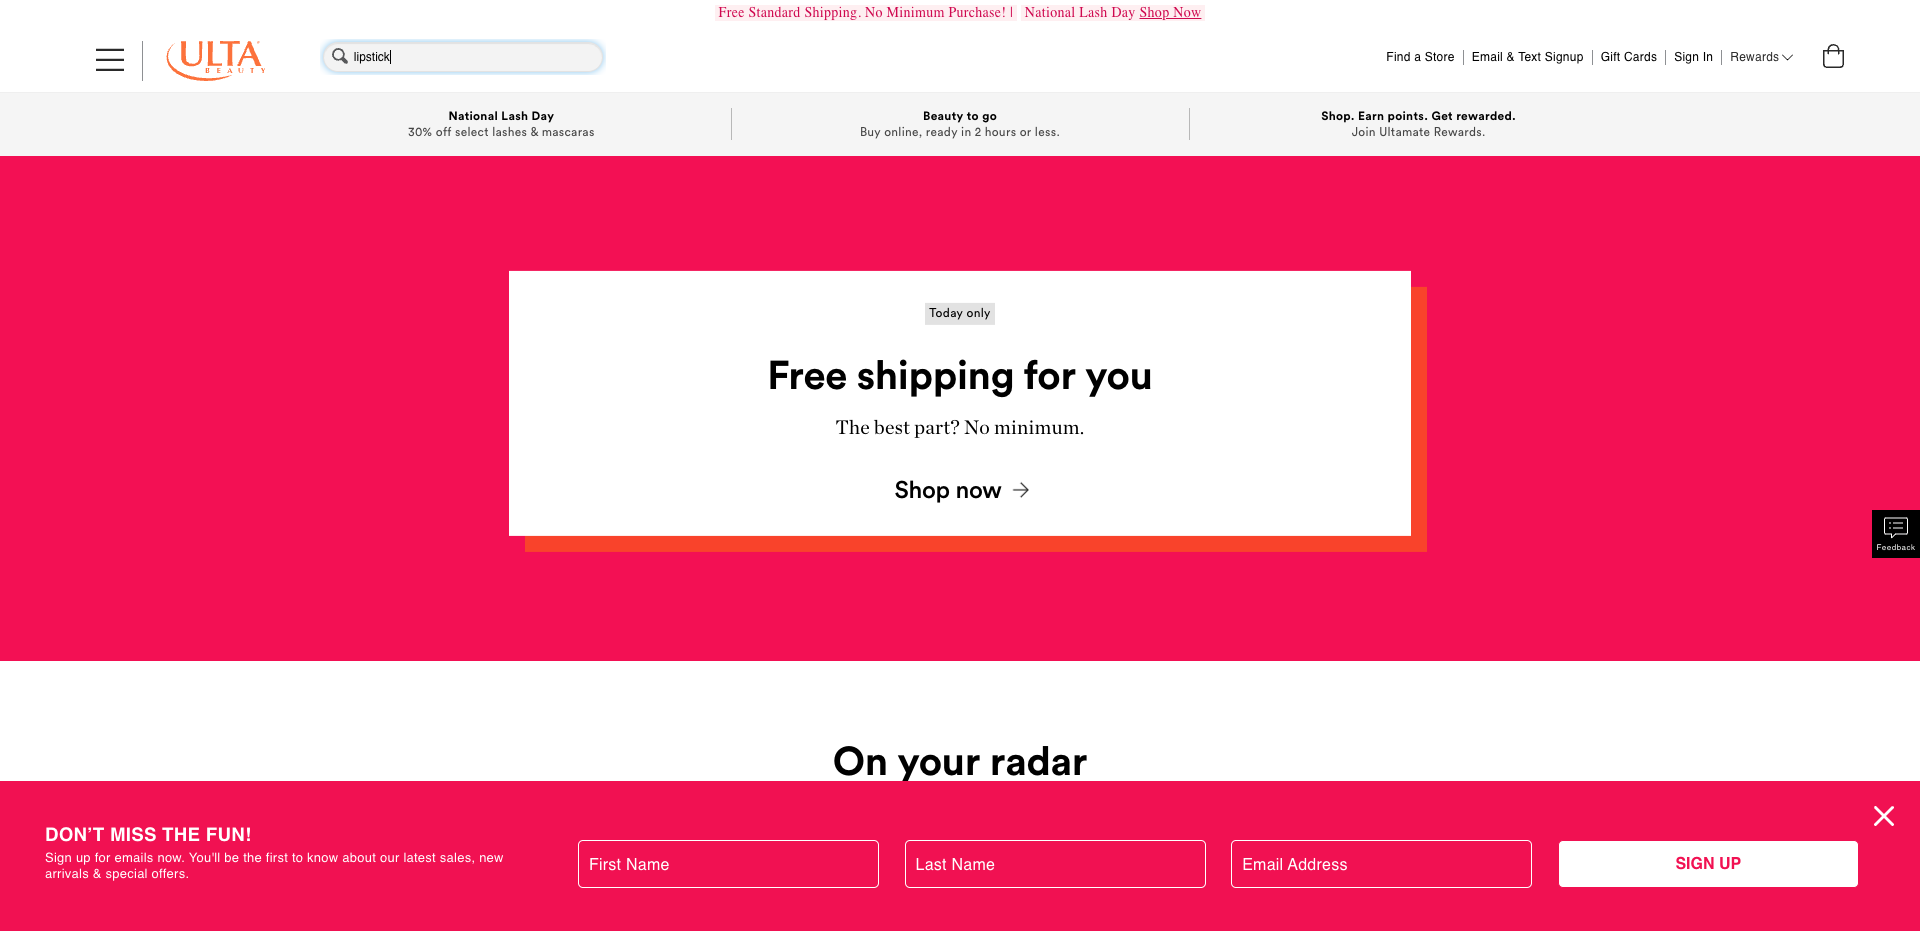 Free Standard Shipping. No Minimum Purchase! | National Lash Day Shop Now
ULTA
BEAUTY
lipstick
Find a Store
Email & Text Signup
Gift Cards
Sign In
Rewards
National Lash Day
30% off select lashes & mascaras
Beauty to go
Buy online, ready in 2 hours or less.
Shop. Earn points. Get rewarded.
Join Ultamate Rewards.
Today only
Free shipping for you
The best part? No minimum.
Shop now
Feedback
On your radar
DON’T MISS THE FUN!
Sign up for emails now. You'll be the first to know about our latest sales, new
arrivals & special offers.
First Name
Last Name
Email Address
SIGN UP